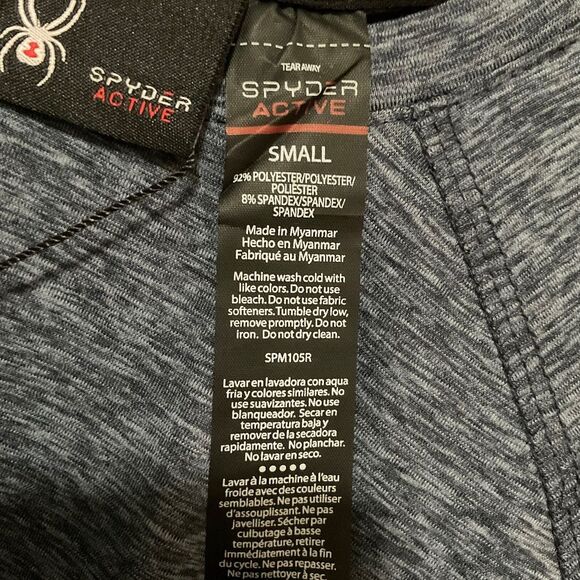 SPYDER
ACTIVE
TEAR AWAY
SPYDER
ACTIVE
SMALL
92% POLYESTER/POLYESTER/
POLIÉSTER
8% SPANDEX/SPANDEX/
SPANDEX
Made in Myanmar
Hecho en Myanmar
Fabriqué au Myanmar
Machine wash cold with
like colors. Do not use
bleach. Do not use fabric
softeners. Tumble dry low,
remove promptly. Do not
iron. Do not dry clean.
SPM105R
Lavar en lavadora con aqua
fria y colores similares. No
use suavizantes. No use
blanqueador. Secar en
temperatura baja y
remover de la secadora
rapidamente. No planchar.
No lavar en seco.
Lavar à la machine à l'eau
froide avec des couleurs
semblables. Ne pas utiliser
d'assouplissant. Ne pas
javelliser. Sécher par
culbutage à basse
température, retirer
immédiatement à la fin
du cycle. Ne pas repasser.
Ne pas nettoyer à sec.